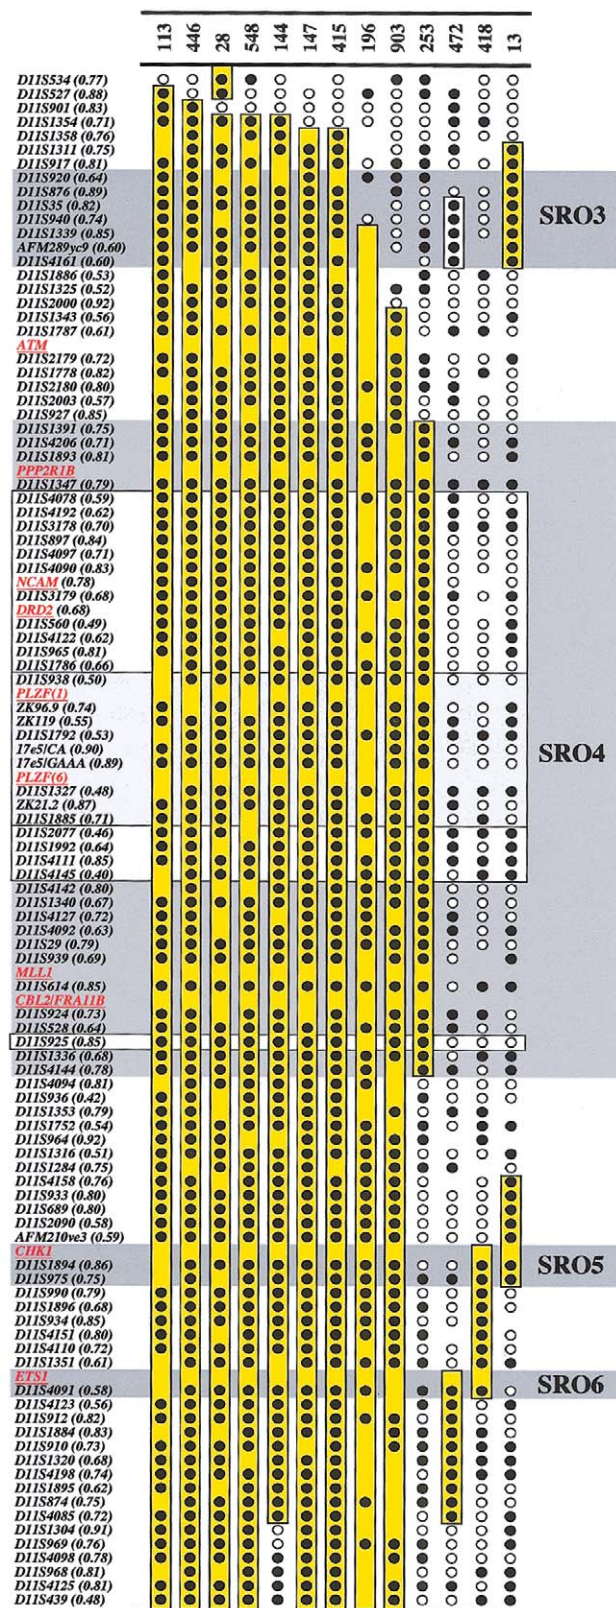 113 446 28 548 144 147 415 196 903 253 472 418 13
D11S534 (0.77)
D11S527 (0.88)
D11S901 (0.83)
D11S1354 (0.71)
D11S1358 (0.76)
D11S1311 (0.75)
D11S917 (0.81)
D11S920 (0.64)
D11S876 (0.89)
D11S35 (0.82)
SRO3
D11S940 (0.74)
D11S1339 (0.85)
AFM289yc9 (0.60)
D11S4161 (0.60)
D11S1886 (0.53)
D11S1325 (0.52)
D11S2000 (0.92)
D11S1343 (0.56)
D11S1787 (0.61)
ATM
D11S2179 (0.72)
D11S1778 (0.82)
D11S2180 (0.80)
D11S2003 (0.57)
D11S927 (0.85)
D11S1391 (0.75)
D11S4206 (0.71)
D11S1893 (0.81)
PPP2R1B
D11S1347 (0.79)
D11S4078 (0.59)
D11S4192 (0.62)
D11S3178 (0.70)
D11S897 (0.84)
D11S4097 (0.71)
D11S4090 (0.83)
NCAM (0.78)
D11S3179 (0.68)
DRD2 (0.68)
D11S560 (0.49)
D11S4122 (0.62)
D11S965 (0.81)
D11S1786 (0.66)
D11S938 (0.50)
PLZF(1)
ZK96.9 (0.74)
ZK119 (0.55)
D11S1792 (0.53)
17e5/CA (0.90)
SRO4
17e5/GAAA (0.89)
PLZF(6)
D11S1327 (0.48)
ZK21.2 (0.87)
D11S1885 (0.71)
D11S2077 (0.46)
D11S1992 (0.64)
D11S4111 (0.85)
D11S4145 (0.40)
D11S4142 (0.80)
D11S1340 (0.67)
D11S4127 (0.72)
D11S4092 (0.63)
D11S29 (0.79)
D11S939 (0.69)
MLL1
D11S614 (0.85)
CBL2/FRA11B
D11S924 (0.73)
D11S528 (0.64)
D11S925 (0.85)
D11S1336 (0.68)
D11S4144 (0.78)
D11S4094 (0.81)
D11S936 (0.42)
D11S1353 (0.79)
D11S1752 (0.54)
D11S964 (0.92)
D11S1316 (0.51)
D11S1284 (0.75)
D11S4158 (0.76)
D11S933 (0.80)
D11S689 (0.80)
D11S2090 (0.58)
AFM210ve3 (0.59)
CHK1
D11S1894 (0.86)
SRO5
D11S975 (0.75)
D11S990 (0.79)
D11S1896 (0.68)
D11S934 (0.85)
D11S4151 (0.80)
D11S4110 (0.72)
D11S1351 (0.61)
ETS1
SRO6
D11S4091 (0.58)
D11S4123 (0.56)
D11S912 (0.82)
D11S1884 (0.83)
D11S910 (0.73)
D11S1320 (0.68)
D11S4198 (0.74)
D11S1895 (0.62)
D11S874 (0.75)
D11S4085 (0.72)
D11S1304 (0.91)
D11S969 (0.76)
D11S4098 (0.78)
D11S968 (0.81)
D11S4125 (0.81)
D11S439 (0.48)